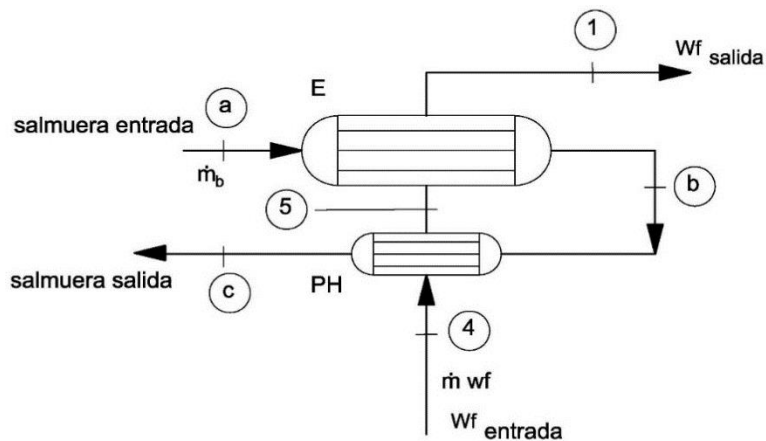 1
Wf salida
E
a
salmuera entrada
ṁb
b
5
salmuera salida
c
PH
4
ṁ wf
Wf entrada